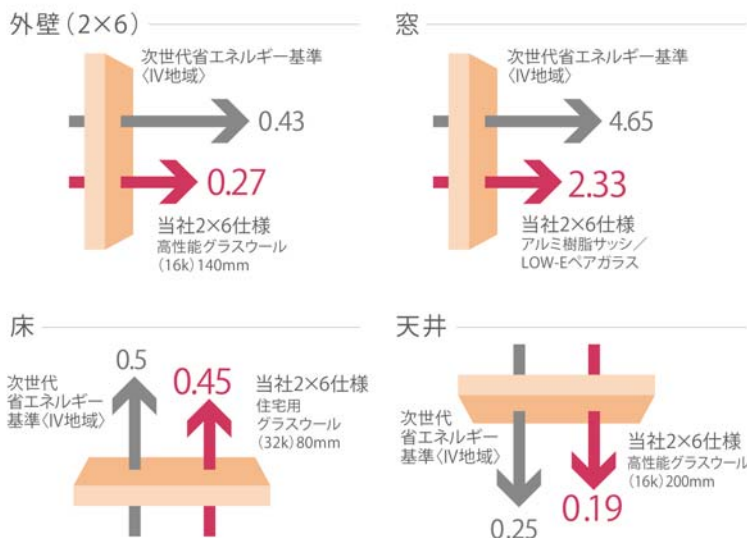 外壁(2×6)
次世代省エネルギー基準
〈IV地域〉
0.43
0.27
当社2×6仕様
高性能グラスウール
(16k)140mm
窓
次世代省エネルギー基準
〈IV地域〉
4.65
2.33
当社2×6仕様
アルミ樹脂サッシ/
LOW-Eペアガラス
床
0.5
次世代
省エネルギー
基準〈IV地域〉
0.45
当社2×6仕様
住宅用
グラスウール
(32k)80mm
天井
次世代
省エネルギー
基準〈IV地域〉
0.25
当社2×6仕様
高性能グラスウール
(16k)200mm
0.19